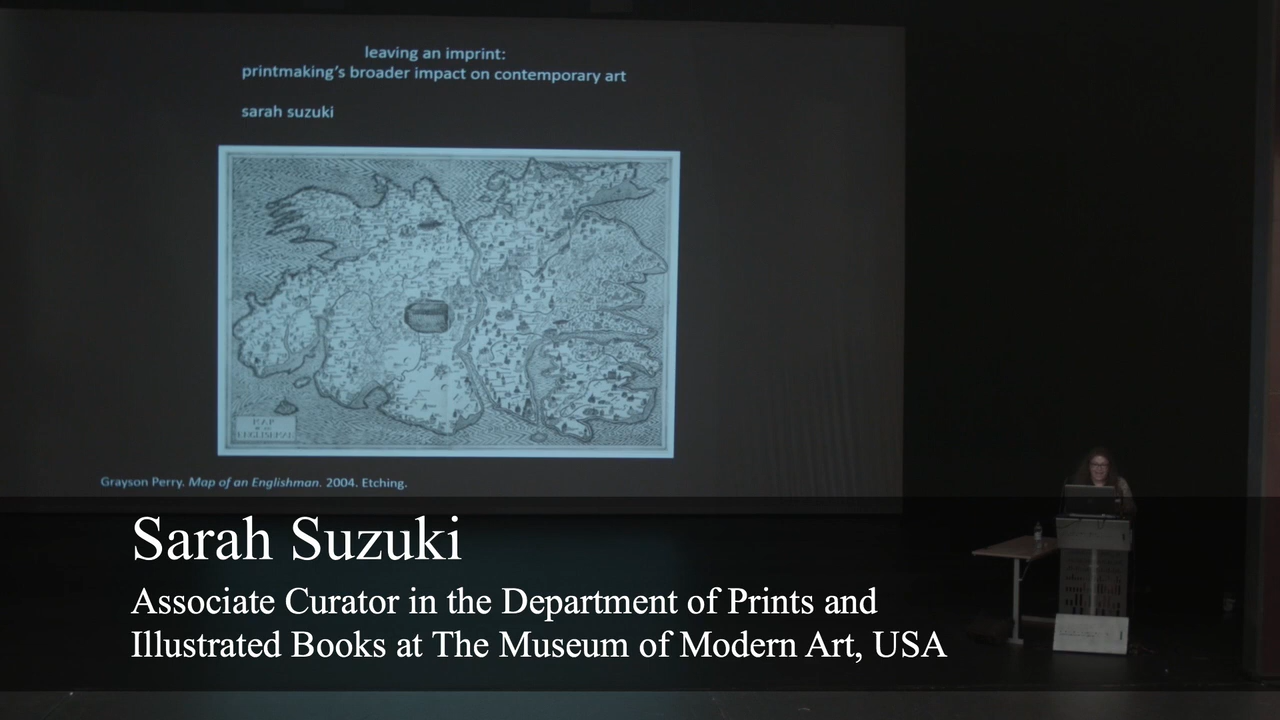 leaving an imprint:
printmaking's broader impact on contemporary art
sarah suzuki
MAP
ENGLISHMAN
Grayson Perry. Map of an Englishman. 2004. Etching.
Sarah Suzuki
Associate Curator in the Department of Prints and
Illustrated Books at The Museum of Modern Art, USA